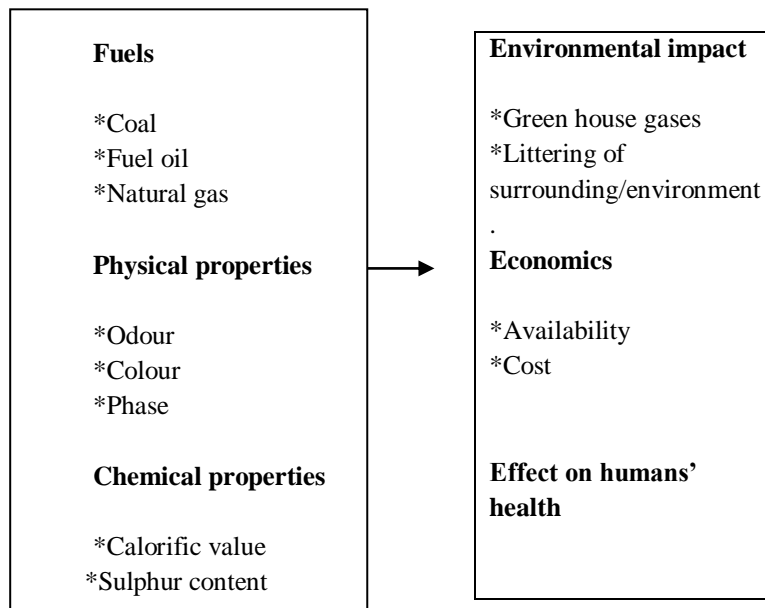 Fuels
*Coal
*Fuel oil
*Natural gas
Physical properties
*Odour
*Colour
*Phase
Chemical properties
*Calorific value
*Sulphur content
Environmental impact
*Green house gases
*Littering of
surrounding/environment
.
Economics
*Availability
*Cost
Effect on humans’
health